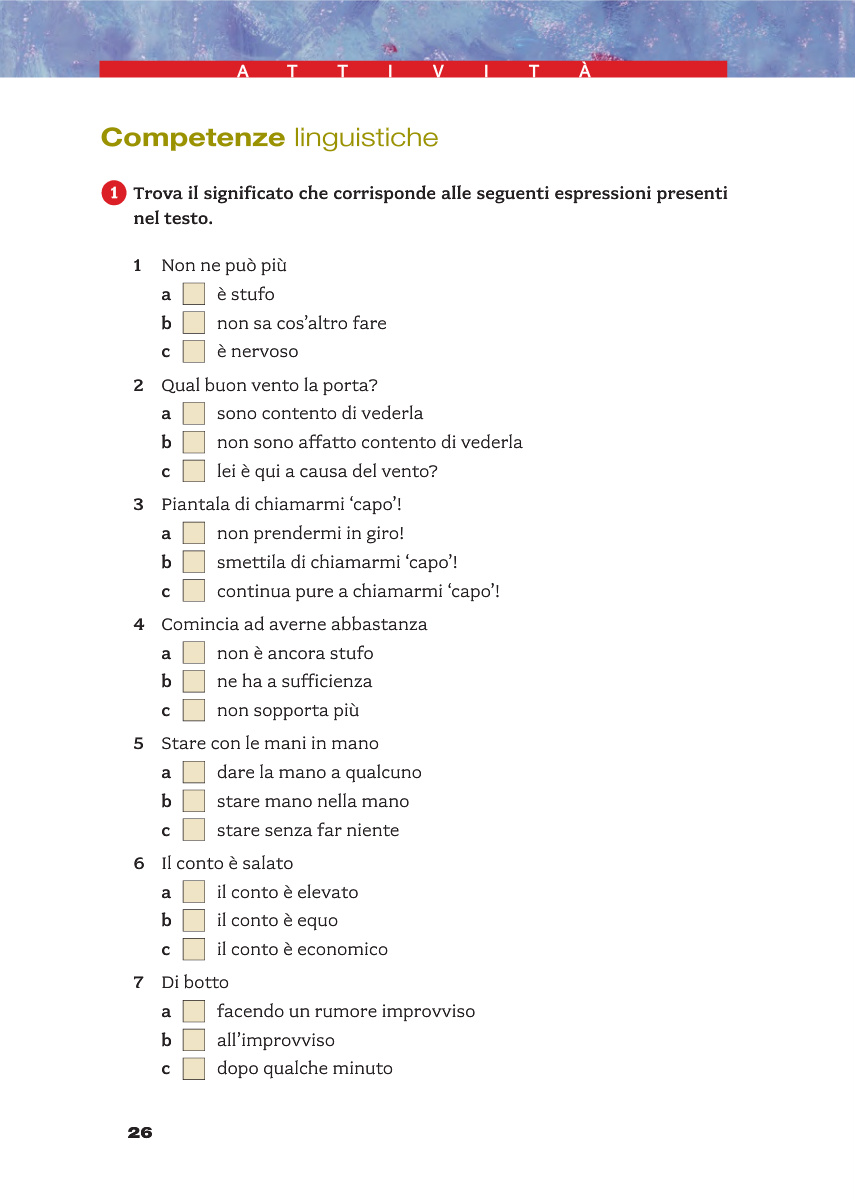 ATTIVITÀ
Competenze linguistiche
1 Trova il significato che corrisponde alle seguenti espressioni presenti
nel testo.
1 Non ne può più
a è stufo
b non sa cos’altro fare
c è nervoso
2 Qual buon vento la porta?
a sono contento di vederla
b non sono affatto contento di vederla
c lei è qui a causa del vento?
3 Piantala di chiamarmi ‘capo’!
a non prendermi in giro!
b smettila di chiamarmi ‘capo’!
c continua pure a chiamarmi ‘capo’!
4 Comincia ad averne abbastanza
a non è ancora stufo
b ne ha a sufficienza
c non sopporta più
5 Stare con le mani in mano
a dare la mano a qualcuno
b stare mano nella mano
c stare senza far niente
6 Il conto è salato
a il conto è elevato
b il conto è equo
c il conto è economico
7 Di botto
a facendo un rumore improvviso
b all’improvviso
c dopo qualche minuto
26